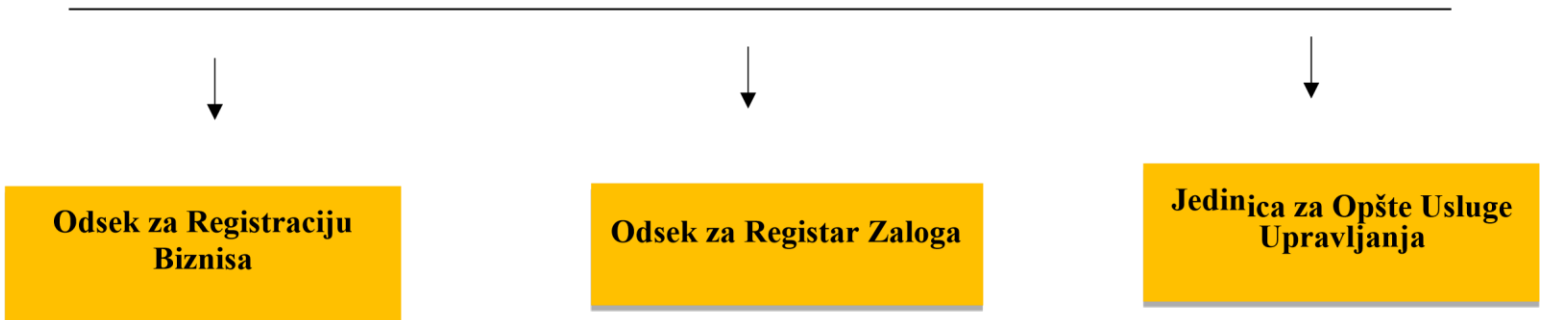 Odsek za Registraciju
Biznisa
Odsek za Registar Zaloga
Jedinica za Opšte Usluge
Upravljanja